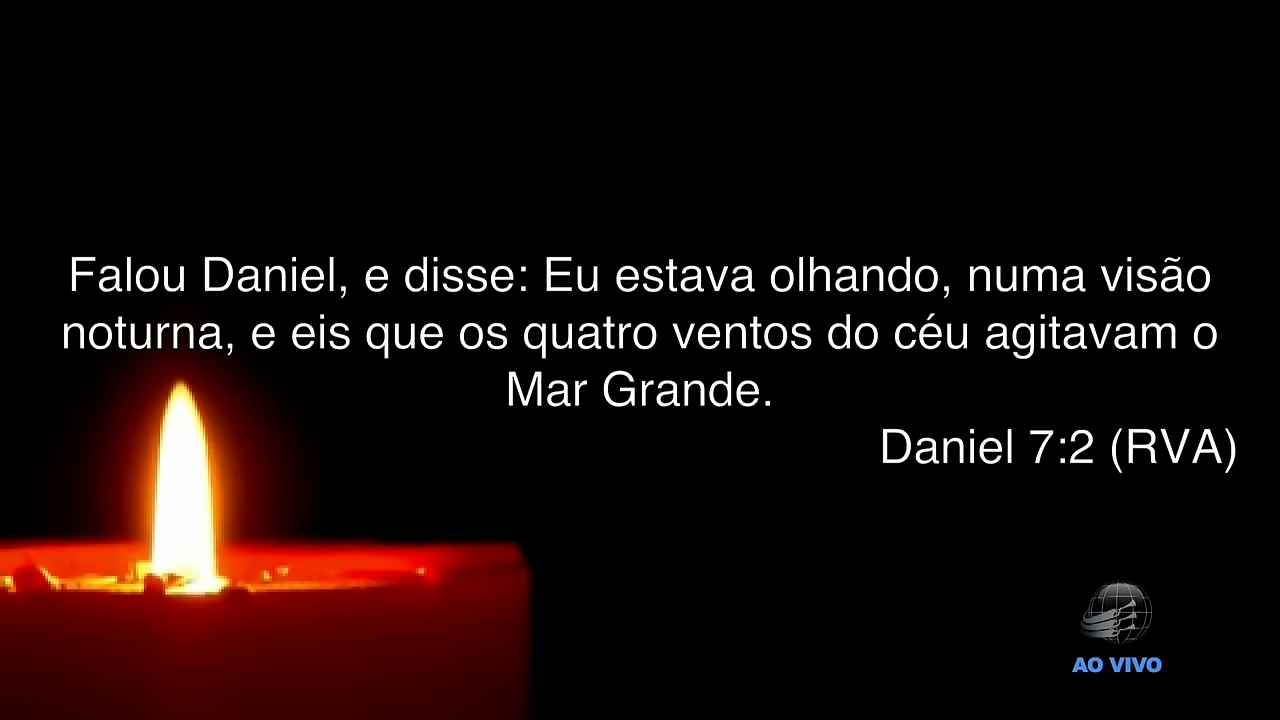 Falou Daniel, e disse: Eu estava olhando, numa visão
noturna, e eis que os quatro ventos do céu agitavam o
Mar Grande.
Daniel 7:2 (RVA)
AO VIVO